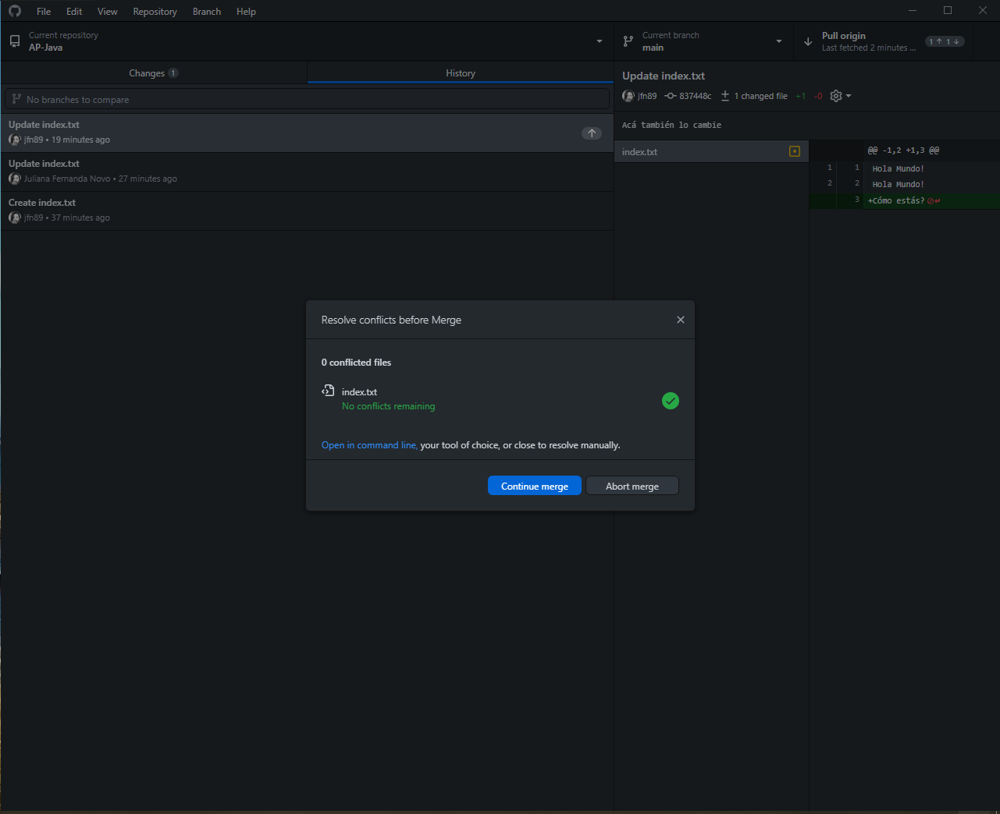 File Edit View Repository Branch Help
Current repository
AP-Java
Current branch
main
Pull origin
Last fetched 2 minutes ...
1 ↑ 1 ↓
Changes 1
History
No branches to compare
Update index.txt
jfn89 • 19 minutes ago
Update index.txt
Juliana Fernanda Novo • 27 minutes ago
Create index.txt
jfn89 • 37 minutes ago
Update index.txt
jfn89 837448c 1 changed file +1 -0
Acá también lo cambie
index.txt
@@ -1,2 +1,3 @@
1 1 Hola Mundo!
2 2 Hola Mundo!
3 +Cómo estás?
Resolve conflicts before Merge
0 conflicted files
index.txt
No conflicts remaining
Open in command line, your tool of choice, or close to resolve manually.
Continue merge
Abort merge